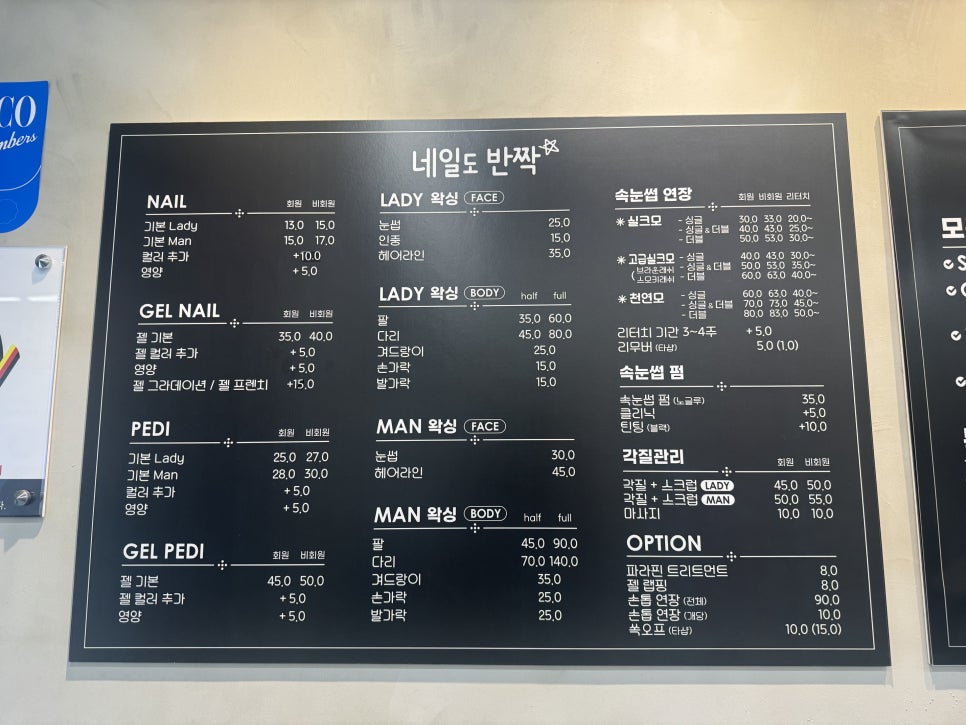 CO
mbers
네일도 반짝
NAIL 회원 비회원
기본 Lady 13,0 15,0
기본 Man 15,0 17,0
컬러 추가 +10,0
영양 + 5,0
GEL NAIL 회원 비회원
젤 기본 35,0 40,0
젤 컬러 추가 + 5,0
영양 + 5,0
젤 그라데이션 / 젤 프렌치 +15,0
PEDI 회원 비회원
기본 Lady 25,0 27,0
기본 Man 28,0 30,0
컬러 추가 + 5,0
영양 + 5,0
GEL PEDI 회원 비회원
젤 기본 45,0 50,0
젤 컬러 추가 + 5,0
영양 + 5,0
LADY 왁싱 FACE
눈썹 25,0
인중 15,0
헤어라인 35,0
LADY 왁싱 BODY half full
팔 35,0 60,0
다리 45,0 80,0
겨드랑이 25,0
손가락 15,0
발가락 15,0
MAN 왁싱 FACE
눈썹 30,0
헤어라인 45,0
MAN 왁싱 BODY half full
팔 45,0 90,0
다리 70,0 140,0
겨드랑이 35,0
손가락 25,0
발가락 25,0
속눈썹 연장 회원 비회원 리터치
실크모 - 싱글 30,0 33,0 20,0~
- 싱글 & 더블 40,0 43,0 25,0~
- 더블 50,0 53,0 30,0~
고급실크모 - 싱글 40,0 43,0 30,0~
(브라운래쉬 - 싱글 & 더블 50,0 53,0 35,0~
스모키래쉬 - 더블 60,0 63,0 40,0~
천연모 - 싱글 60,0 63,0 40,0~
- 싱글 & 더블 70,0 73,0 45,0~
- 더블 80,0 83,0 50,0~
리터치 기간 3~4주 + 5,0
리무버 (타샵) 5,0 (1,0)
속눈썹 펌
속눈썹 펌 (노글루) 35,0
클리닉 +5,0
틴팅 (블랙) +10,0
각질관리 회원 비회원
각질 + 스크럽 LADY 45,0 50,0
각질 + 스크럽 MAN 50,0 55,0
마사지 10,0 10,0
OPTION
파라핀 트리트먼트 8,0
젤 랩핑 8,0
손톱 연장 (전체) 90,0
손톱 연장 (개당) 10,0
쏙오프 (타샵) 10,0 (15,0)
모